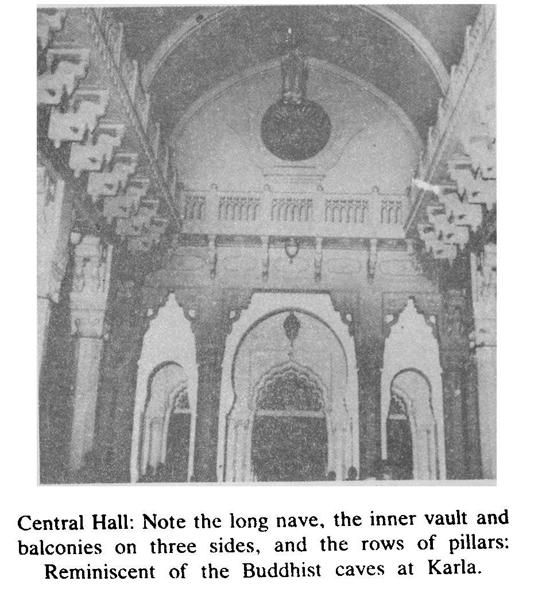 Central Hall: Note the long nave, the inner vault and
balconies on three sides, and the rows of pillars:
Reminiscent of the Buddhist caves at Karla.